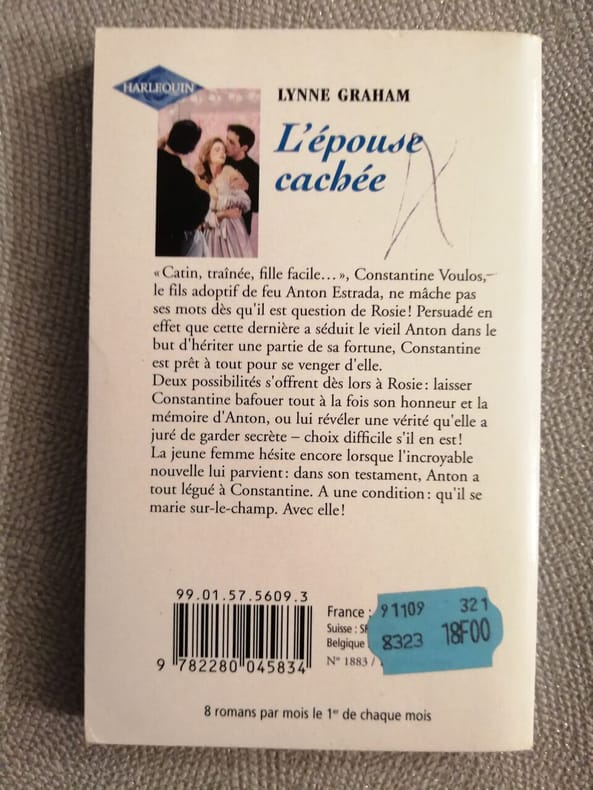 HARLEQUIN
LYNNE GRAHAM
L'épouse
cachée
« Catin, traînée, fille facile… », Constantine Voulos,
le fils adoptif de feu Anton Estrada, ne mâche pas
ses mots dès qu'il est question de Rosie ! Persuadé en
effet que cette dernière a séduit le vieil Anton dans le
but d'hériter une partie de sa fortune, Constantine
est prêt à tout pour se venger d'elle.
Deux possibilités s'offrent dès lors à Rosie : laisser
Constantine bafouer tout à la fois son honneur et la
mémoire d'Anton, ou lui révéler une vérité qu'elle a
juré de garder secrète – choix difficile s'il en est !
La jeune femme hésite encore lorsque l'incroyable
nouvelle lui parvient : dans son testament, Anton a
tout légué à Constantine. A une condition : qu'il se
marie sur-le-champ. Avec elle !
99.01.57.5609.3
9 782280 045834
France :
Suisse :
Belgique
N° 1883 /
91109 321
8323 18F00
8 romans par mois le 1er de chaque mois